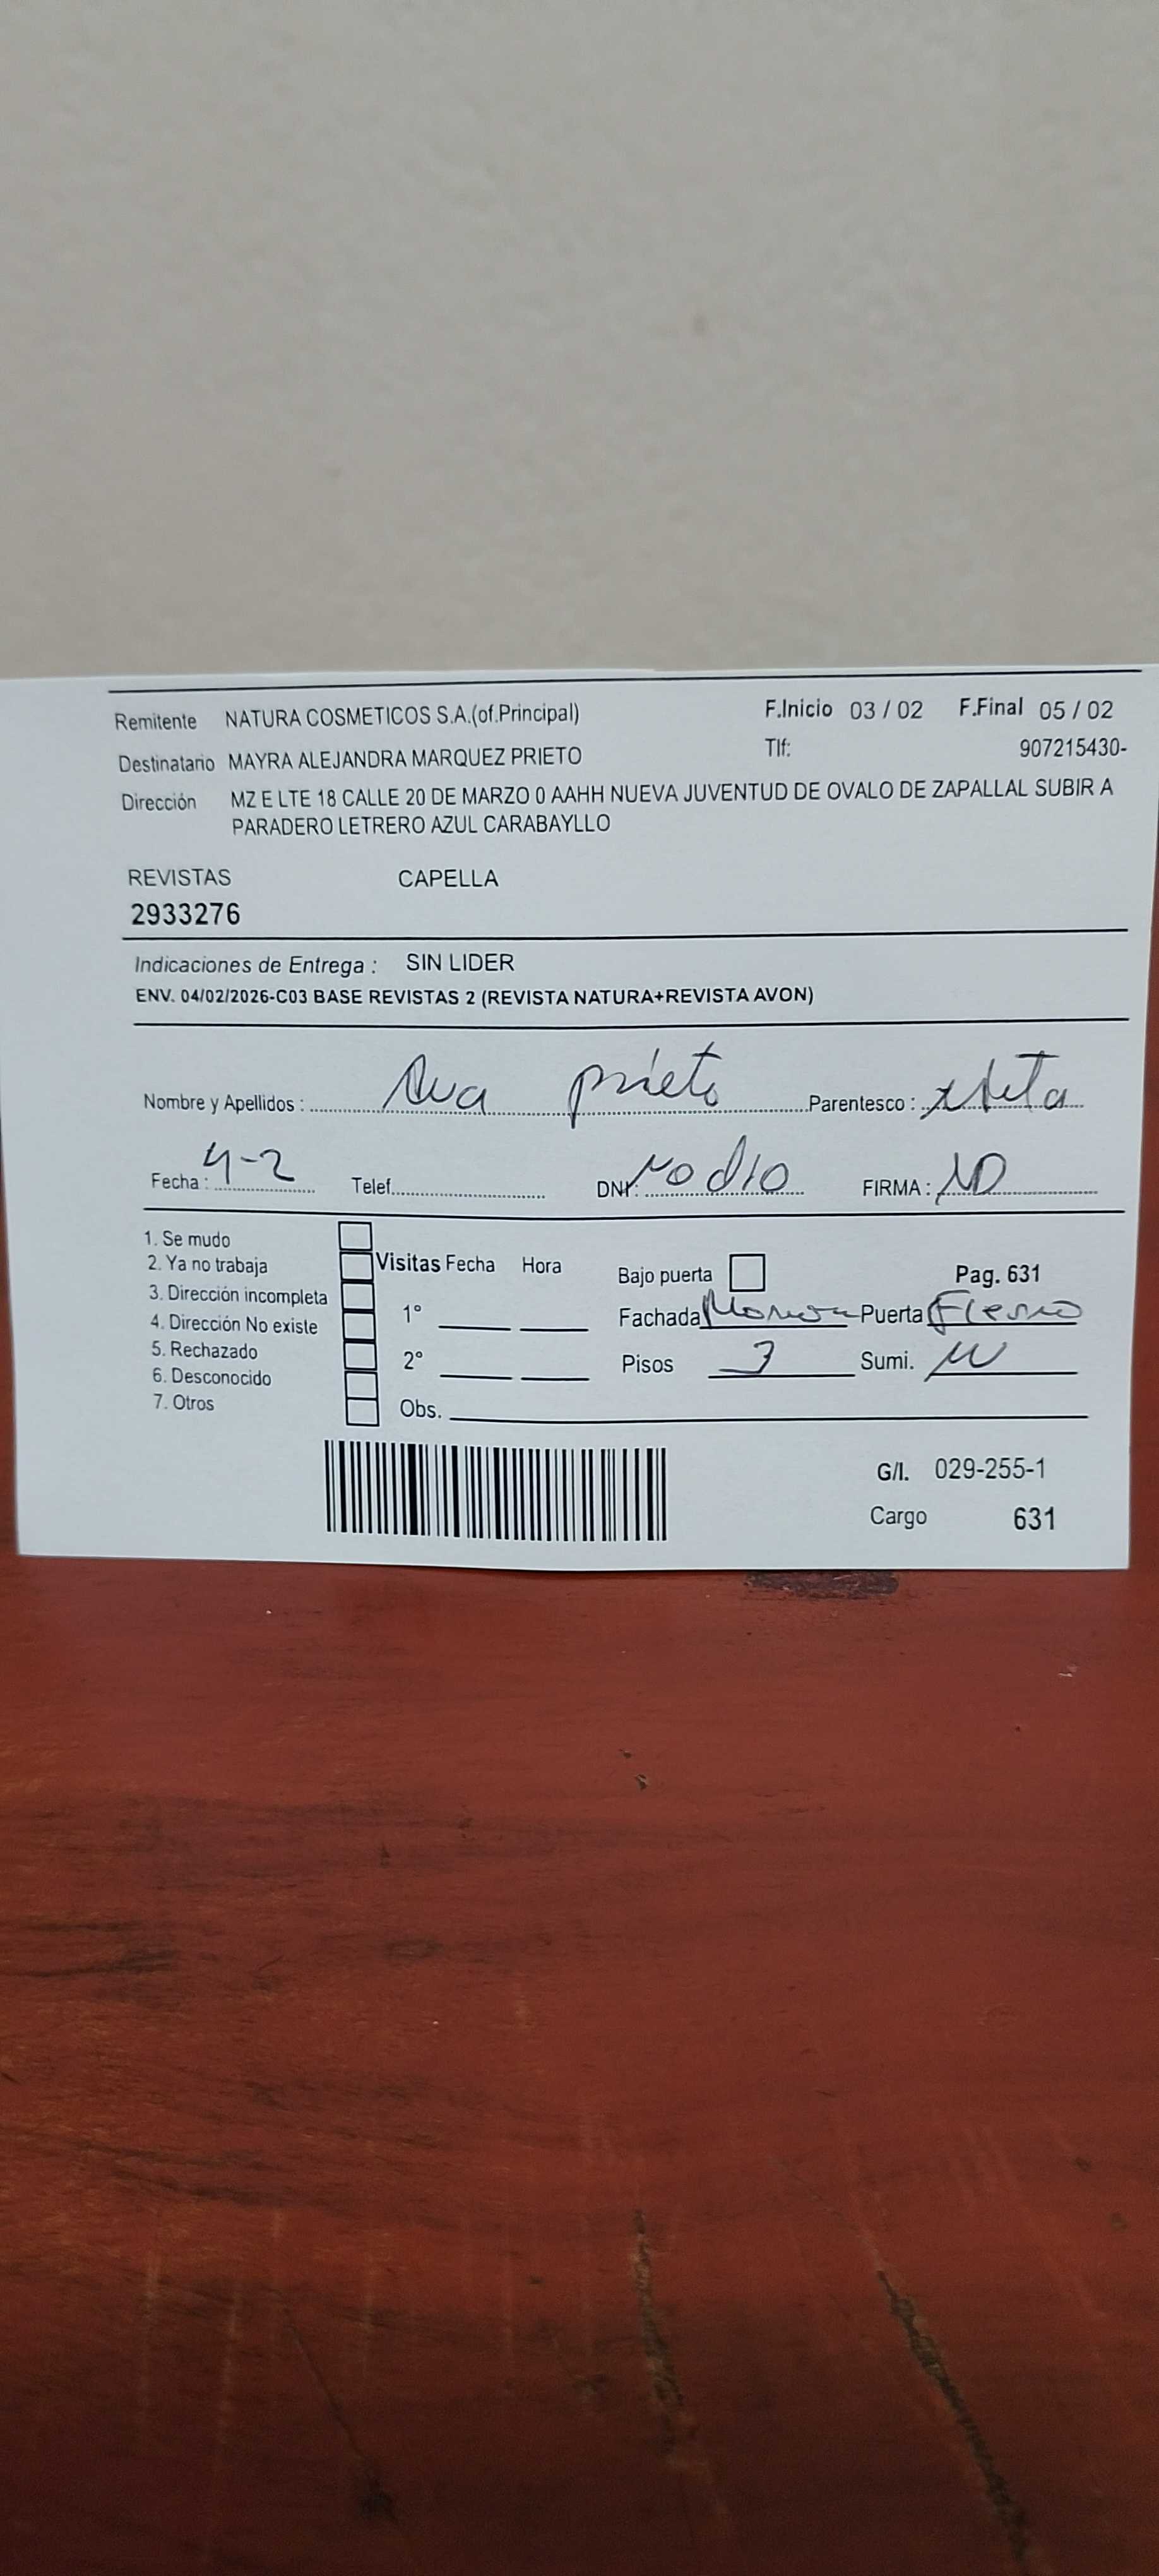 Remitente NATURA COSMETICOS S.A.(of.Principal) F.Inicio 03 / 02 F.Final 05 / 02
Destinatario MAYRA ALEJANDRA MARQUEZ PRIETO Tlf: 907215430-
Dirección MZ E LTE 18 CALLE 20 DE MARZO 0 AAHH NUEVA JUVENTUD DE OVALO DE ZAPALLAL SUBIR A
PARADERO LETRERO AZUL CARABAYLLO
REVISTAS CAPELLA
2933276
Indicaciones de Entrega : SIN LIDER
ENV. 04/02/2026-C03 BASE REVISTAS 2 (REVISTA NATURA+REVISTA AVON)
Nombre y Apellidos : prieto Parentesco :
Fecha : 4-2 Telef. DNI: No dio FIRMA : ND
1. Se mudo
2. Ya no trabaja Visitas Fecha Hora Bajo puerta Pag. 631
3. Dirección incompleta 1° Fachada Puerta
4. Dirección No existe
5. Rechazado 2° Pisos 3 Sumi.
6. Desconocido
7. Otros Obs.
G/I. 029-255-1
Cargo 631